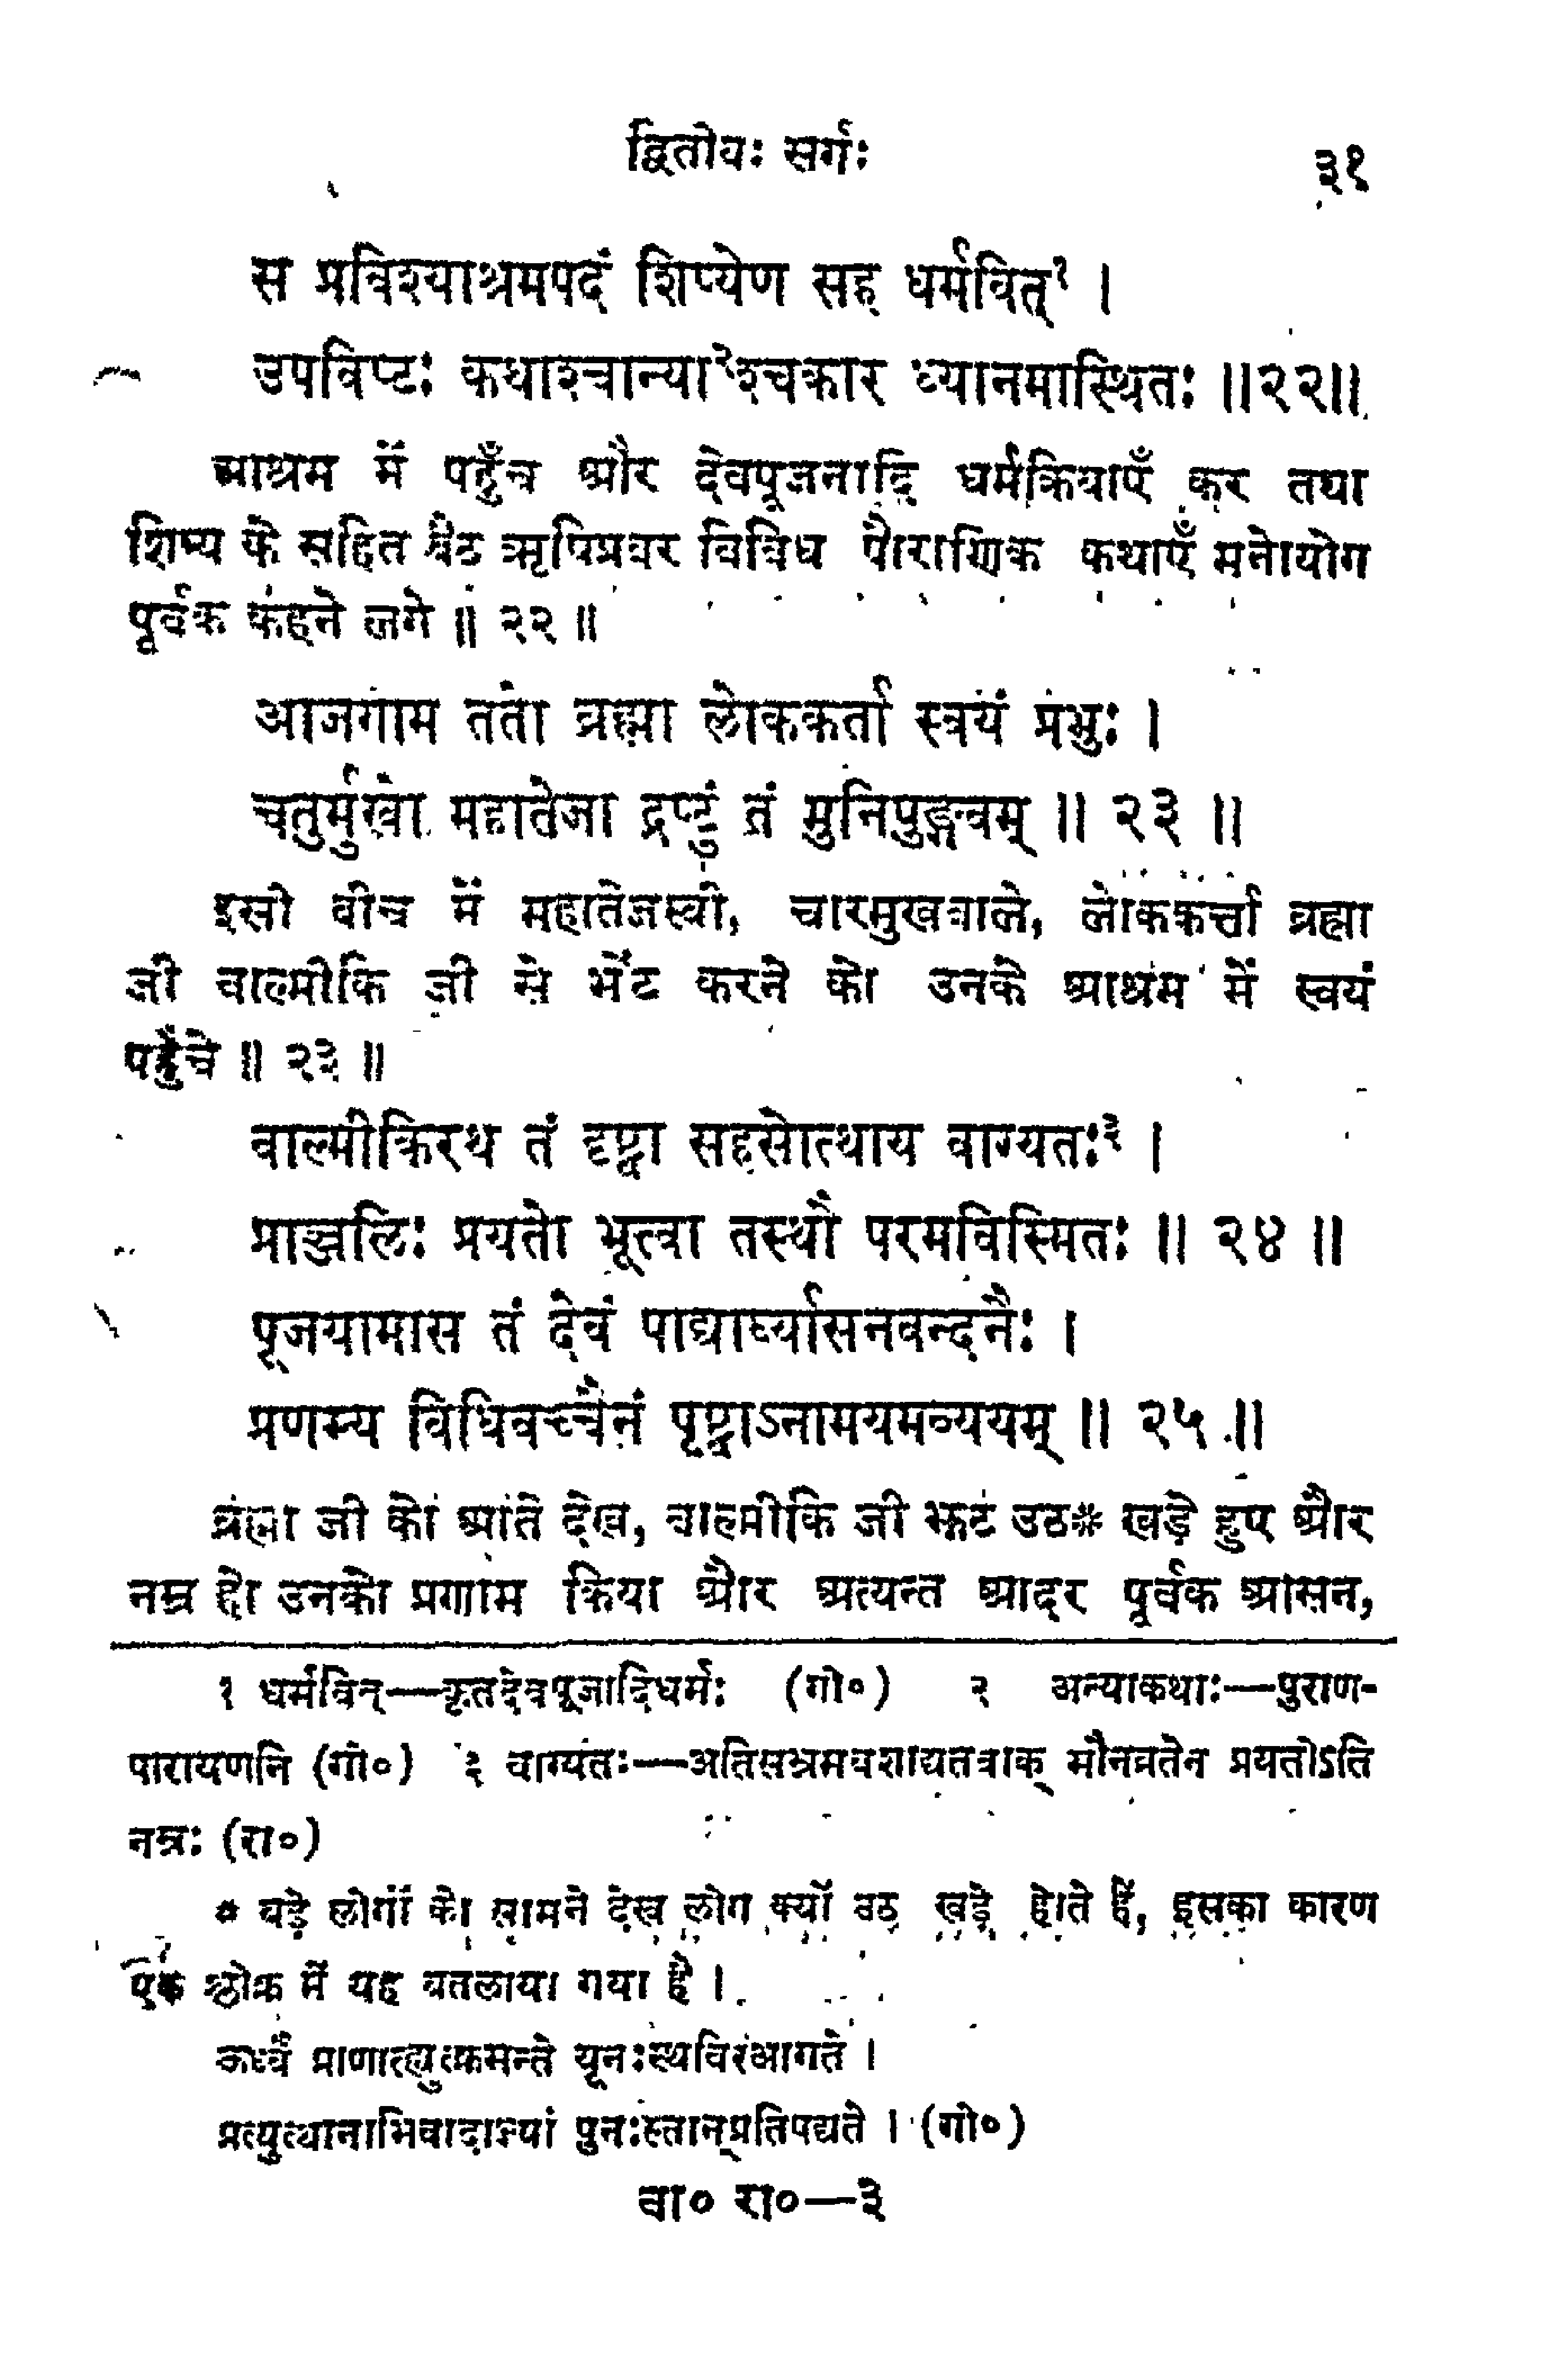 द्वितीयः सर्गः ३१
स प्रविश्याश्रमपदं शिष्येण सह धर्मवित्१ ।
उपविष्टः कथाश्चान्या२श्चकार ध्यानमास्थितः ॥२२॥
आश्रम में पहुँच और देवपूजनादि धर्मक्रियाएँ कर तथा
शिष्य के सहित बैठ ऋषिप्रवर विविध पौराणिक कथाएँ मनोयोग
पूर्वक कहने लगे ॥ २२ ॥
आजगाम ततो ब्रह्मा लोककर्ता स्वयं प्रभुः ।
चतुर्मुखो महातेजा द्रष्टुं तं मुनिपुङ्गवम् ॥ २३ ॥
इसी बीच में महातेजस्वी, चारमुखवाले, लोककर्त्ता ब्रह्मा
जी वाल्मीकि जी से भेंट करने को उनके आश्रम में स्वयं
पहुँचे ॥ २३ ॥
वाल्मीकिरथ तं दृष्ट्वा सहसोत्थाय वाग्यतः३ ।
प्राञ्जलिः प्रयतो भूत्वा तस्थौ परमविस्मितः ॥ २४ ॥
पूजयामास तं देवं पाद्यार्घ्यासनवन्दनैः ।
प्रणम्य विधिवच्चैनं पृष्ट्वाऽनामयमव्ययम् ॥ २५ ॥
ब्रह्मा जी को आते देख, वाल्मीकि जी झट उठ* खड़े हुए और
नम्र हो उनको प्रणाम किया और अत्यन्त आदर पूर्वक आसन,
१ धर्मवित्—कृतदेवपूजादिधर्मः (गो०) २ अन्याकथाः—पुराण-
पारायणनि (गो०) ३ वाग्यतः—अतिसभ्रमवशाद्यतवाक् मौनव्रतेन प्रयतोऽति
नम्रः (रा०)
* बड़े लोगों को सामने देख लोग क्यों उठ खड़े होते हैं, इसका कारण
एक श्लोक में यह बतलाया गया है ।
ऊर्ध्वं प्राणाह्युत्क्रमन्ते यूनःस्थविरआगते ।
प्रत्युत्थानाभिवादाभ्यां पुनःस्तान्प्रतिपद्यते । (गो०)
वा० रा०—३